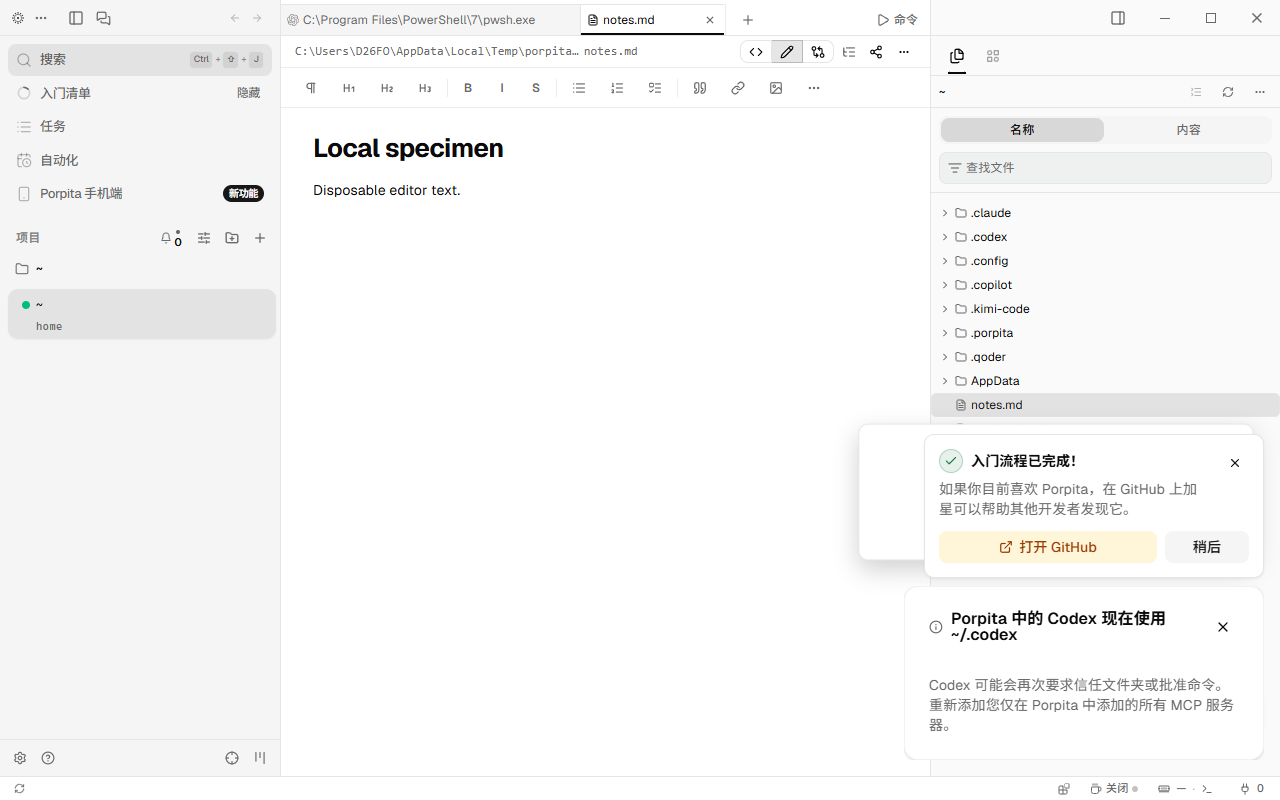 C:\Program Files\PowerShell\7\pwsh.exe
notes.md
命令
搜索
Ctrl + ⇧ + J
入门清单
隐藏
任务
自动化
Porpita 手机端
新功能
项目
0
~
~
home
C:\Users\D26FO\AppData\Local\Temp\porpita… notes.md
H1 H2 H3 B I S
Local specimen
Disposable editor text.
~
名称
内容
查找文件
.claude
.codex
.config
.copilot
.kimi-code
.porpita
.qoder
AppData
notes.md
入门流程已完成！
如果你目前喜欢 Porpita，在 GitHub 上加
星可以帮助其他开发者发现它。
打开 GitHub
稍后
Porpita 中的 Codex 现在使用
~/.codex
Codex 可能会再次要求信任文件夹或批准命令。
重新添加您仅在 Porpita 中添加的所有 MCP 服务
器。
关闭
— ·
0